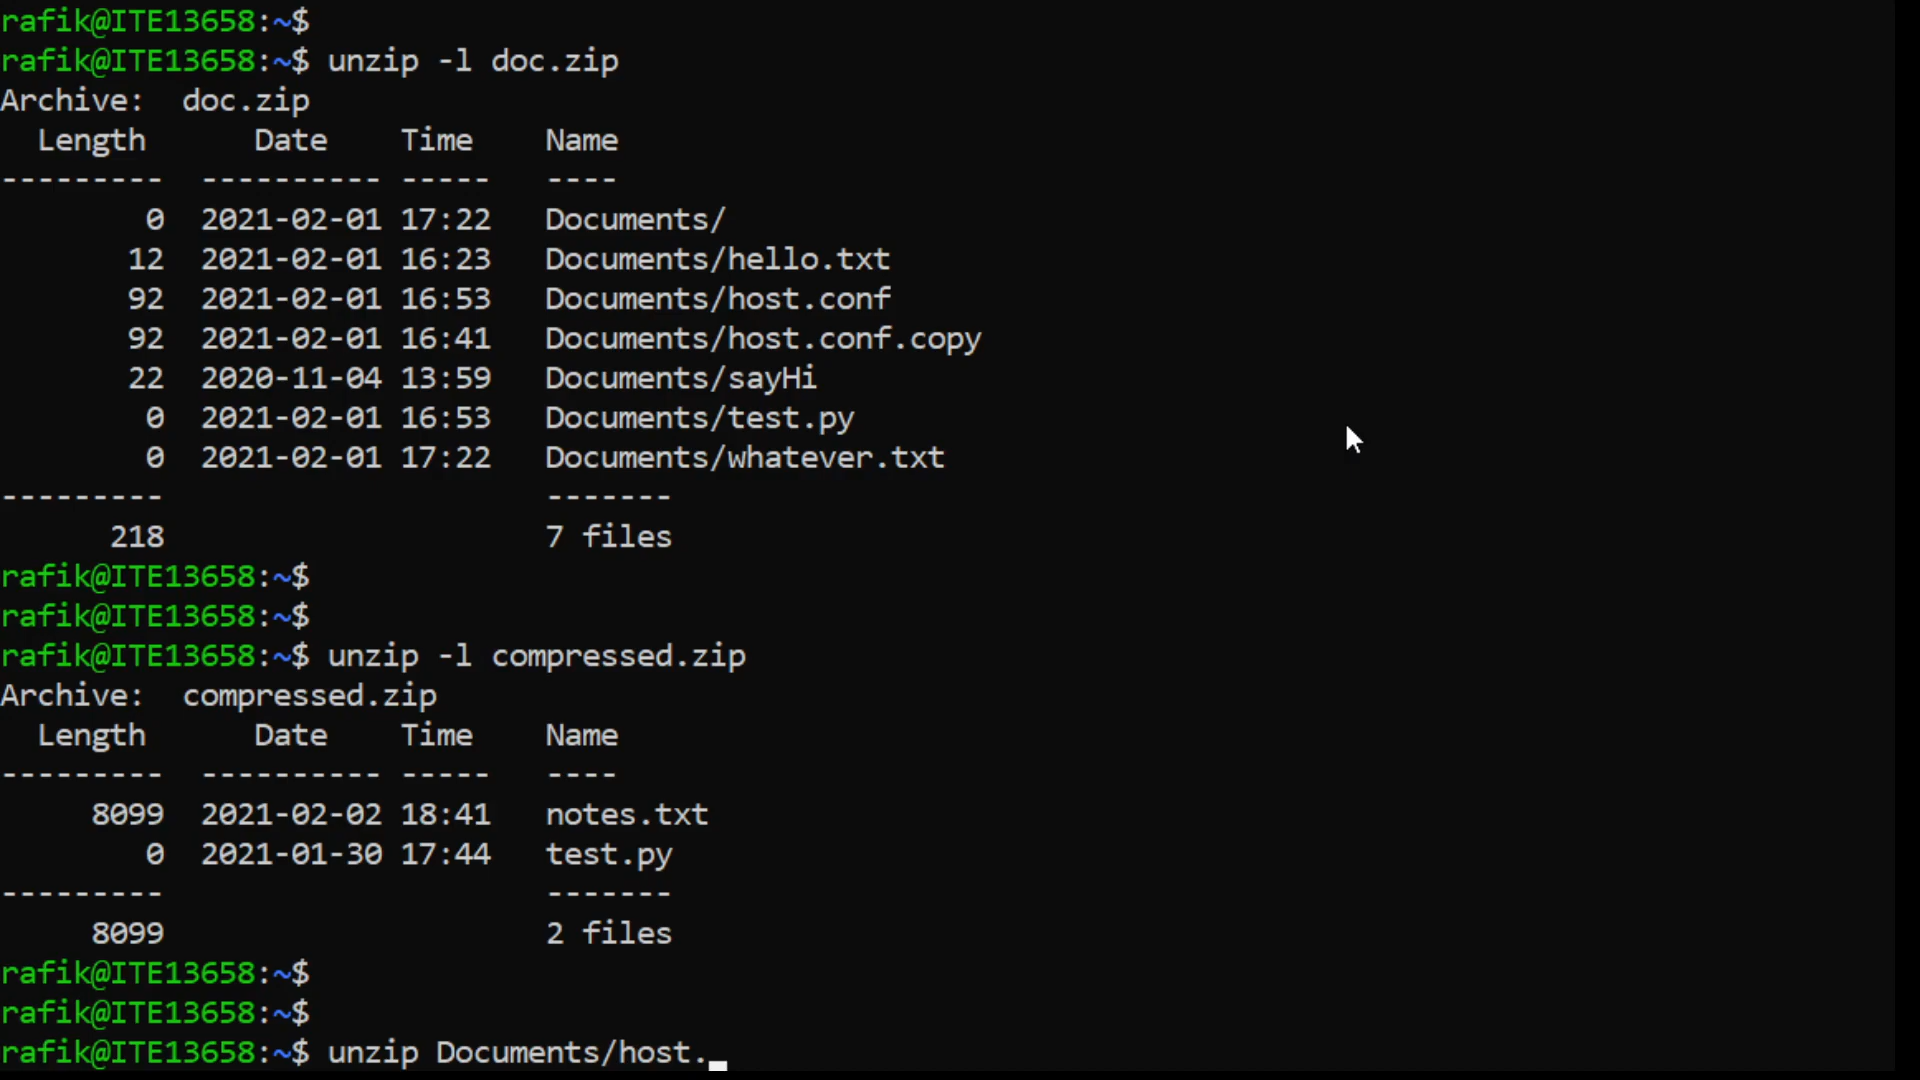 rafik@ITE13658:~$
rafik@ITE13658:~$ unzip -l doc.zip
Archive:  doc.zip
  Length      Date    Time    Name
---------  ---------- -----   ----
        0  2021-02-01 17:22   Documents/
       12  2021-02-01 16:23   Documents/hello.txt
       92  2021-02-01 16:53   Documents/host.conf
       92  2021-02-01 16:41   Documents/host.conf.copy
       22  2020-11-04 13:59   Documents/sayHi
        0  2021-02-01 16:53   Documents/test.py
        0  2021-02-01 17:22   Documents/whatever.txt
---------                     -------
      218                     7 files
rafik@ITE13658:~$
rafik@ITE13658:~$
rafik@ITE13658:~$ unzip -l compressed.zip
Archive:  compressed.zip
  Length      Date    Time    Name
---------  ---------- -----   ----
     8099  2021-02-02 18:41   notes.txt
        0  2021-01-30 17:44   test.py
---------                     -------
     8099                     2 files
rafik@ITE13658:~$
rafik@ITE13658:~$
rafik@ITE13658:~$ unzip Documents/host.